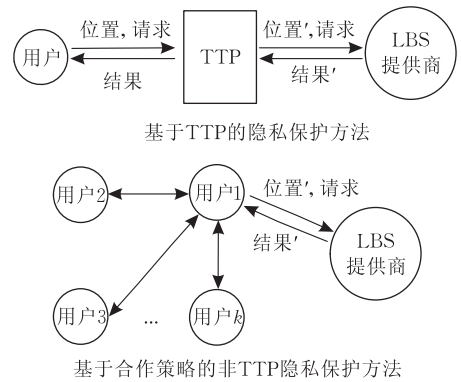 位置, 请求
位置′,请求
用户
TTP
LBS
提供商
结果
结果′
基于TTP的隐私保护方法
用户2
用户1
位置′, 请求
结果′
LBS
提供商
用户3
...
用户k
基于合作策略的非TTP隐私保护方法